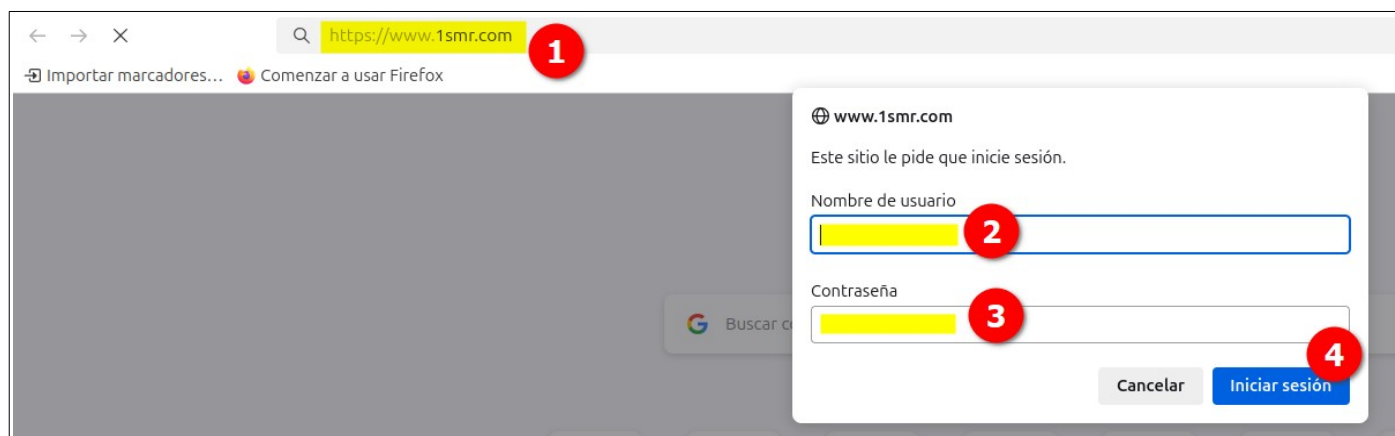 https://www.1smr.com
1
Importar marcadores... Comenzar a usar Firefox
www.1smr.com
Este sitio le pide que inicie sesión.
Nombre de usuario
2
Contraseña
3
Buscar c
4
Cancelar Iniciar sesión